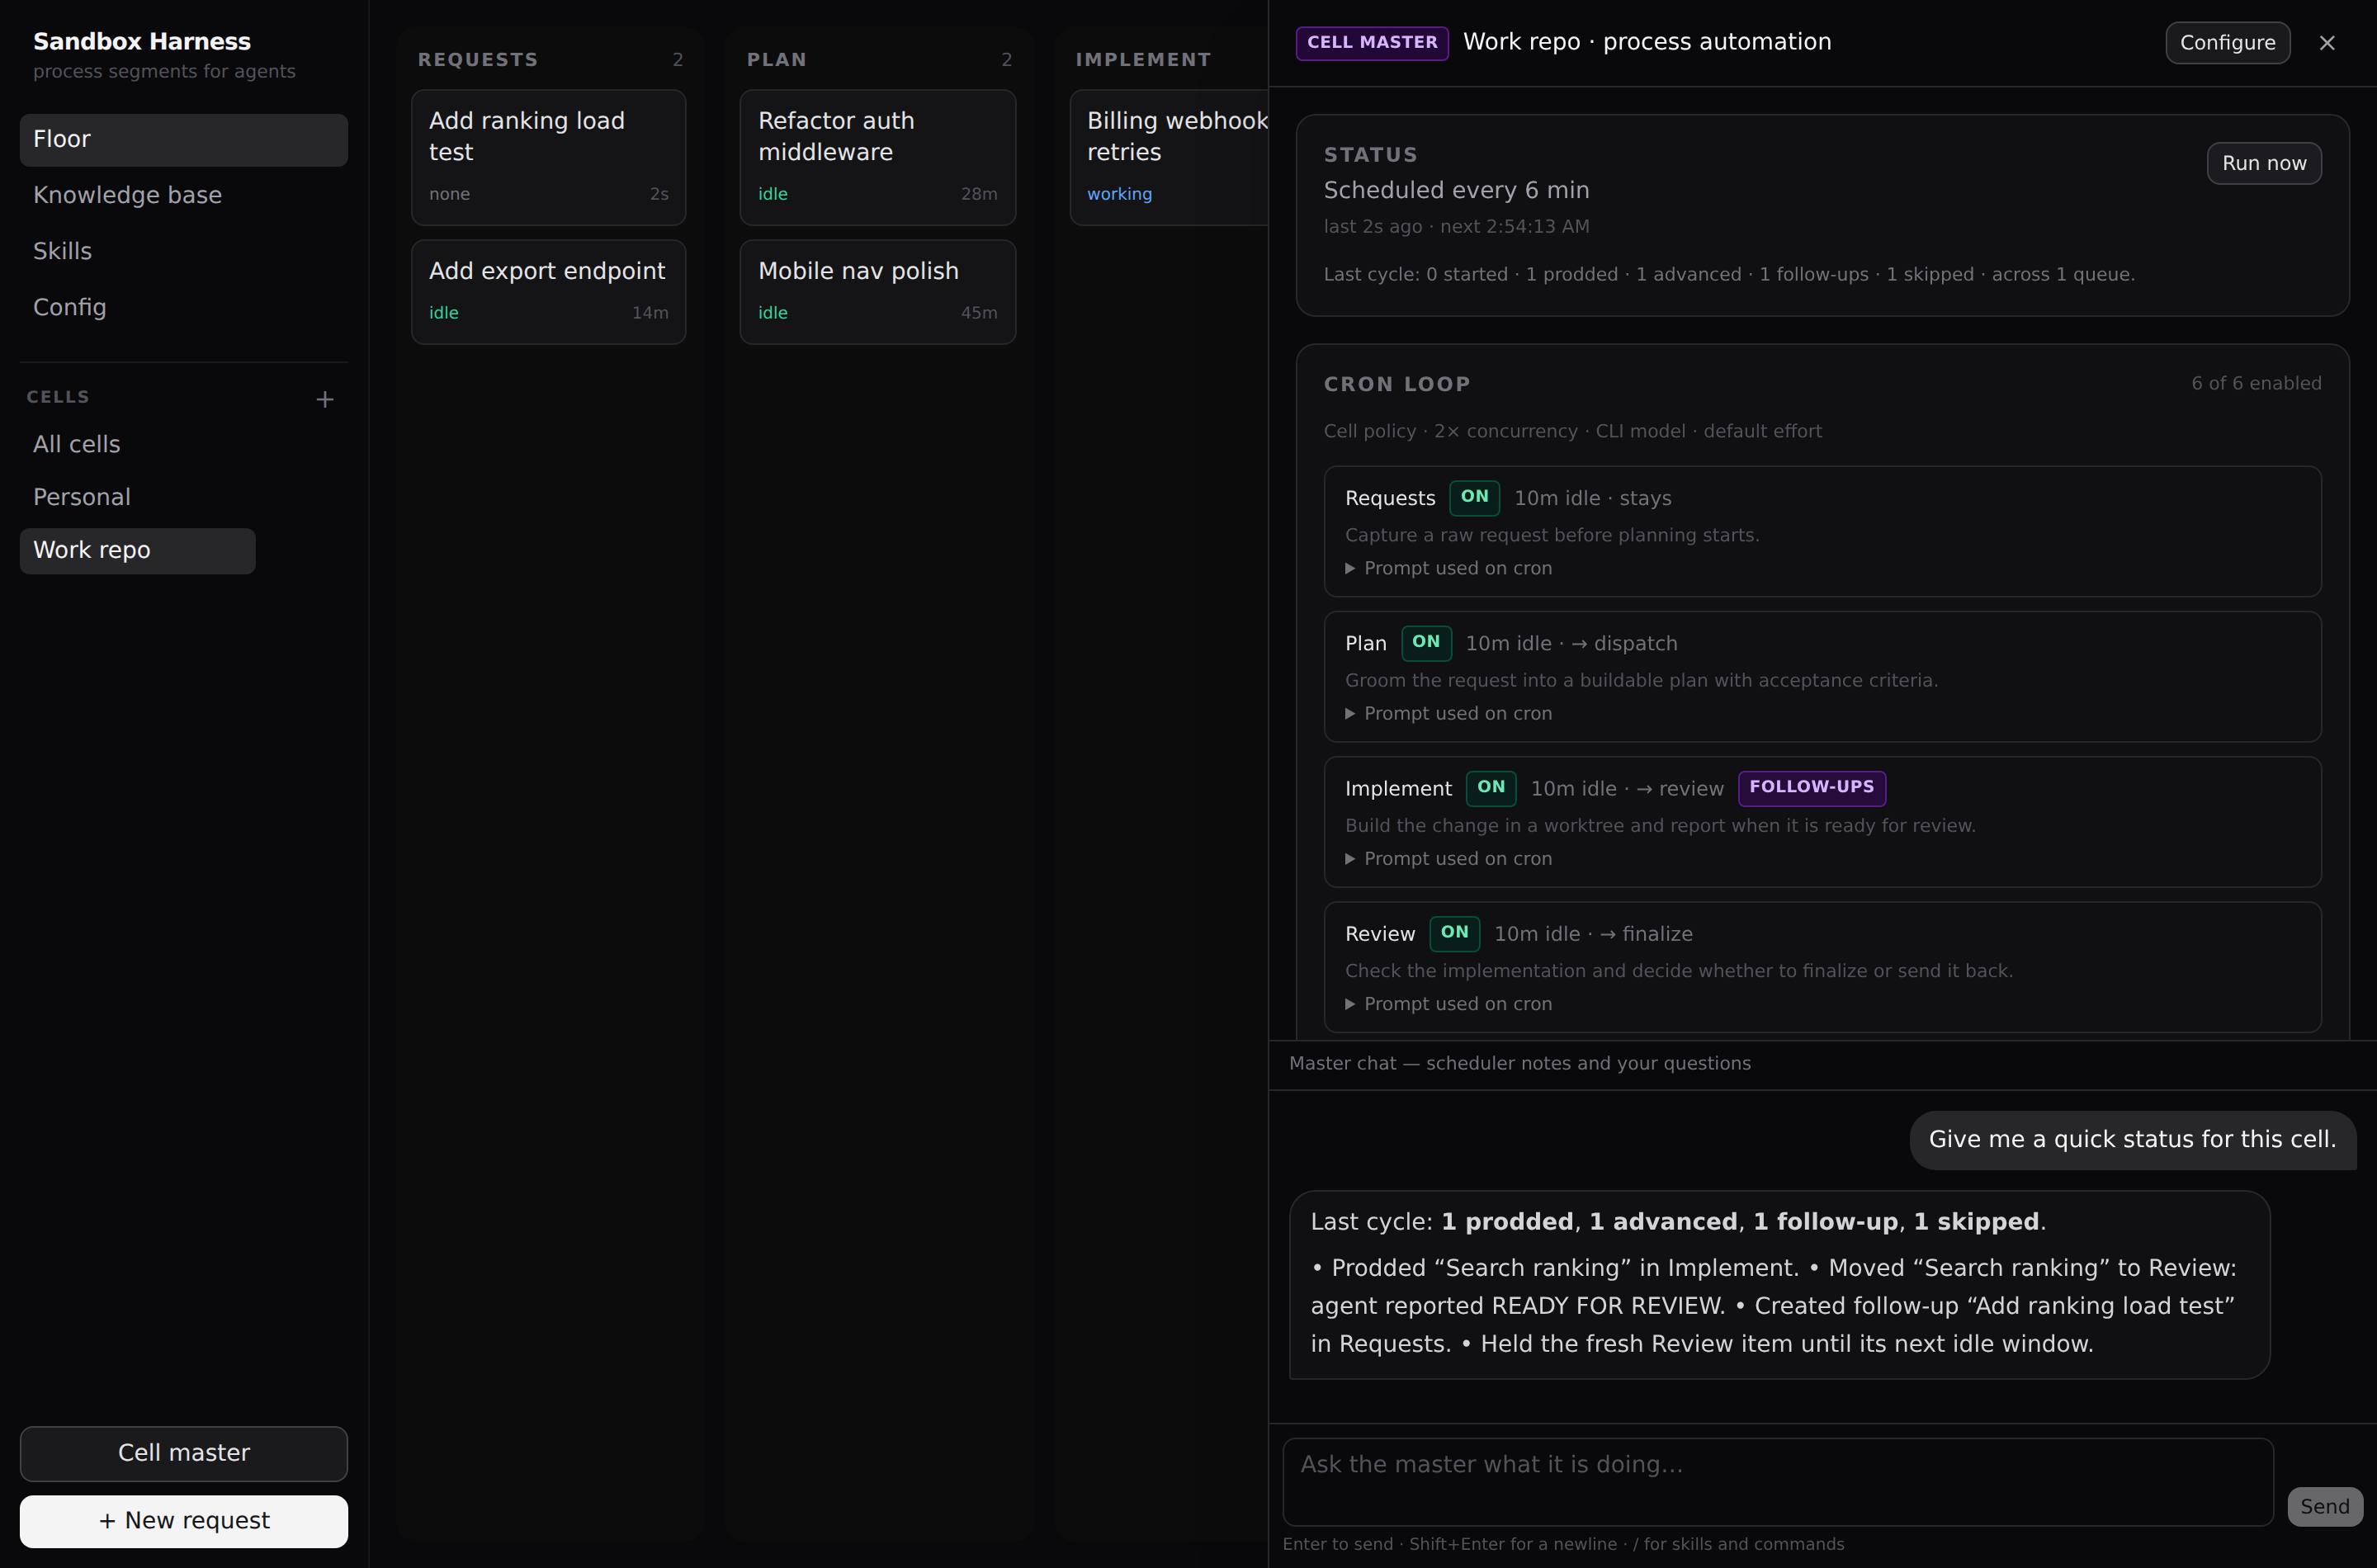 Sandbox Harness
process segments for agents
Floor
Knowledge base
Skills
Config
CELLS +
All cells
Personal
Work repo
Cell master
+ New request
REQUESTS 2
Add ranking load
test
none 2s
Add export endpoint
idle 14m
PLAN 2
Refactor auth
middleware
idle 28m
Mobile nav polish
idle 45m
IMPLEMENT
Billing webhook
retries
working
CELL MASTER Work repo · process automation Configure ×
STATUS Run now
Scheduled every 6 min
last 2s ago · next 2:54:13 AM
Last cycle: 0 started · 1 prodded · 1 advanced · 1 follow-ups · 1 skipped · across 1 queue.
CRON LOOP 6 of 6 enabled
Cell policy · 2× concurrency · CLI model · default effort
Requests ON 10m idle · stays
Capture a raw request before planning starts.
▶ Prompt used on cron
Plan ON 10m idle · → dispatch
Groom the request into a buildable plan with acceptance criteria.
▶ Prompt used on cron
Implement ON 10m idle · → review FOLLOW-UPS
Build the change in a worktree and report when it is ready for review.
▶ Prompt used on cron
Review ON 10m idle · → finalize
Check the implementation and decide whether to finalize or send it back.
▶ Prompt used on cron
Master chat — scheduler notes and your questions
Give me a quick status for this cell.
Last cycle: 1 prodded, 1 advanced, 1 follow-up, 1 skipped.
• Prodded “Search ranking” in Implement. • Moved “Search ranking” to Review:
agent reported READY FOR REVIEW. • Created follow-up “Add ranking load test”
in Requests. • Held the fresh Review item until its next idle window.
Ask the master what it is doing…
Send
Enter to send · Shift+Enter for a newline · / for skills and commands